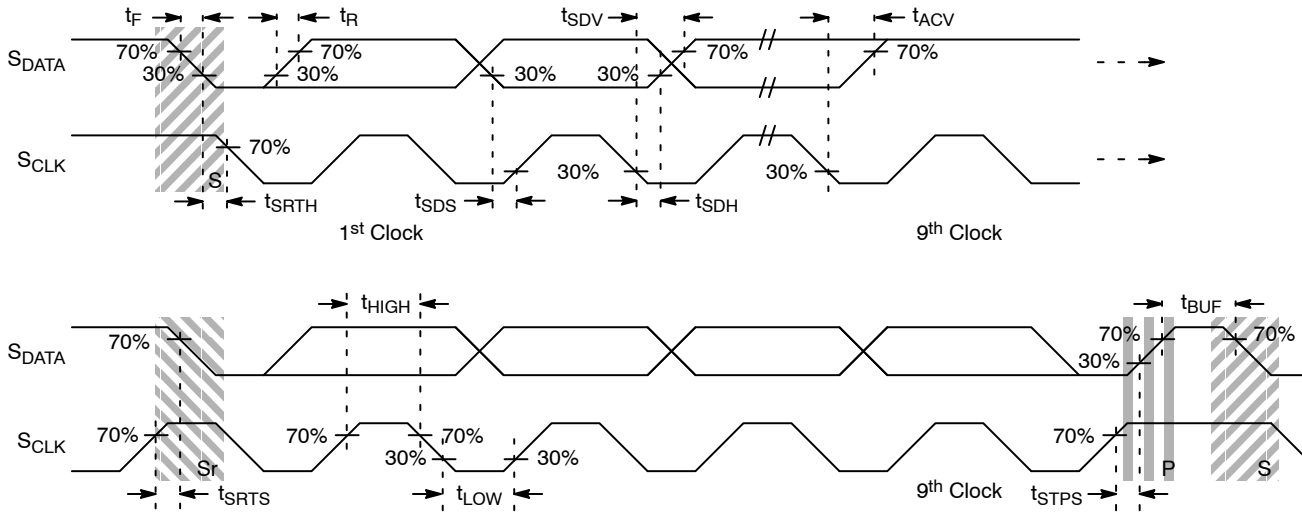 tF tR tSDV tACV
SDATA 70% 30% 70% 30% 30% 30% 70% 70%
SCLK 70% 30% 30%
S
tSRTH tSDS tSDH
1st Clock 9th Clock
tHIGH tBUF
SDATA 70% 70% 30% 70%
SCLK 70% 70% 70% 30% 30% 70%
Sr P S
tSRTS tLOW 9th Clock tSTPS